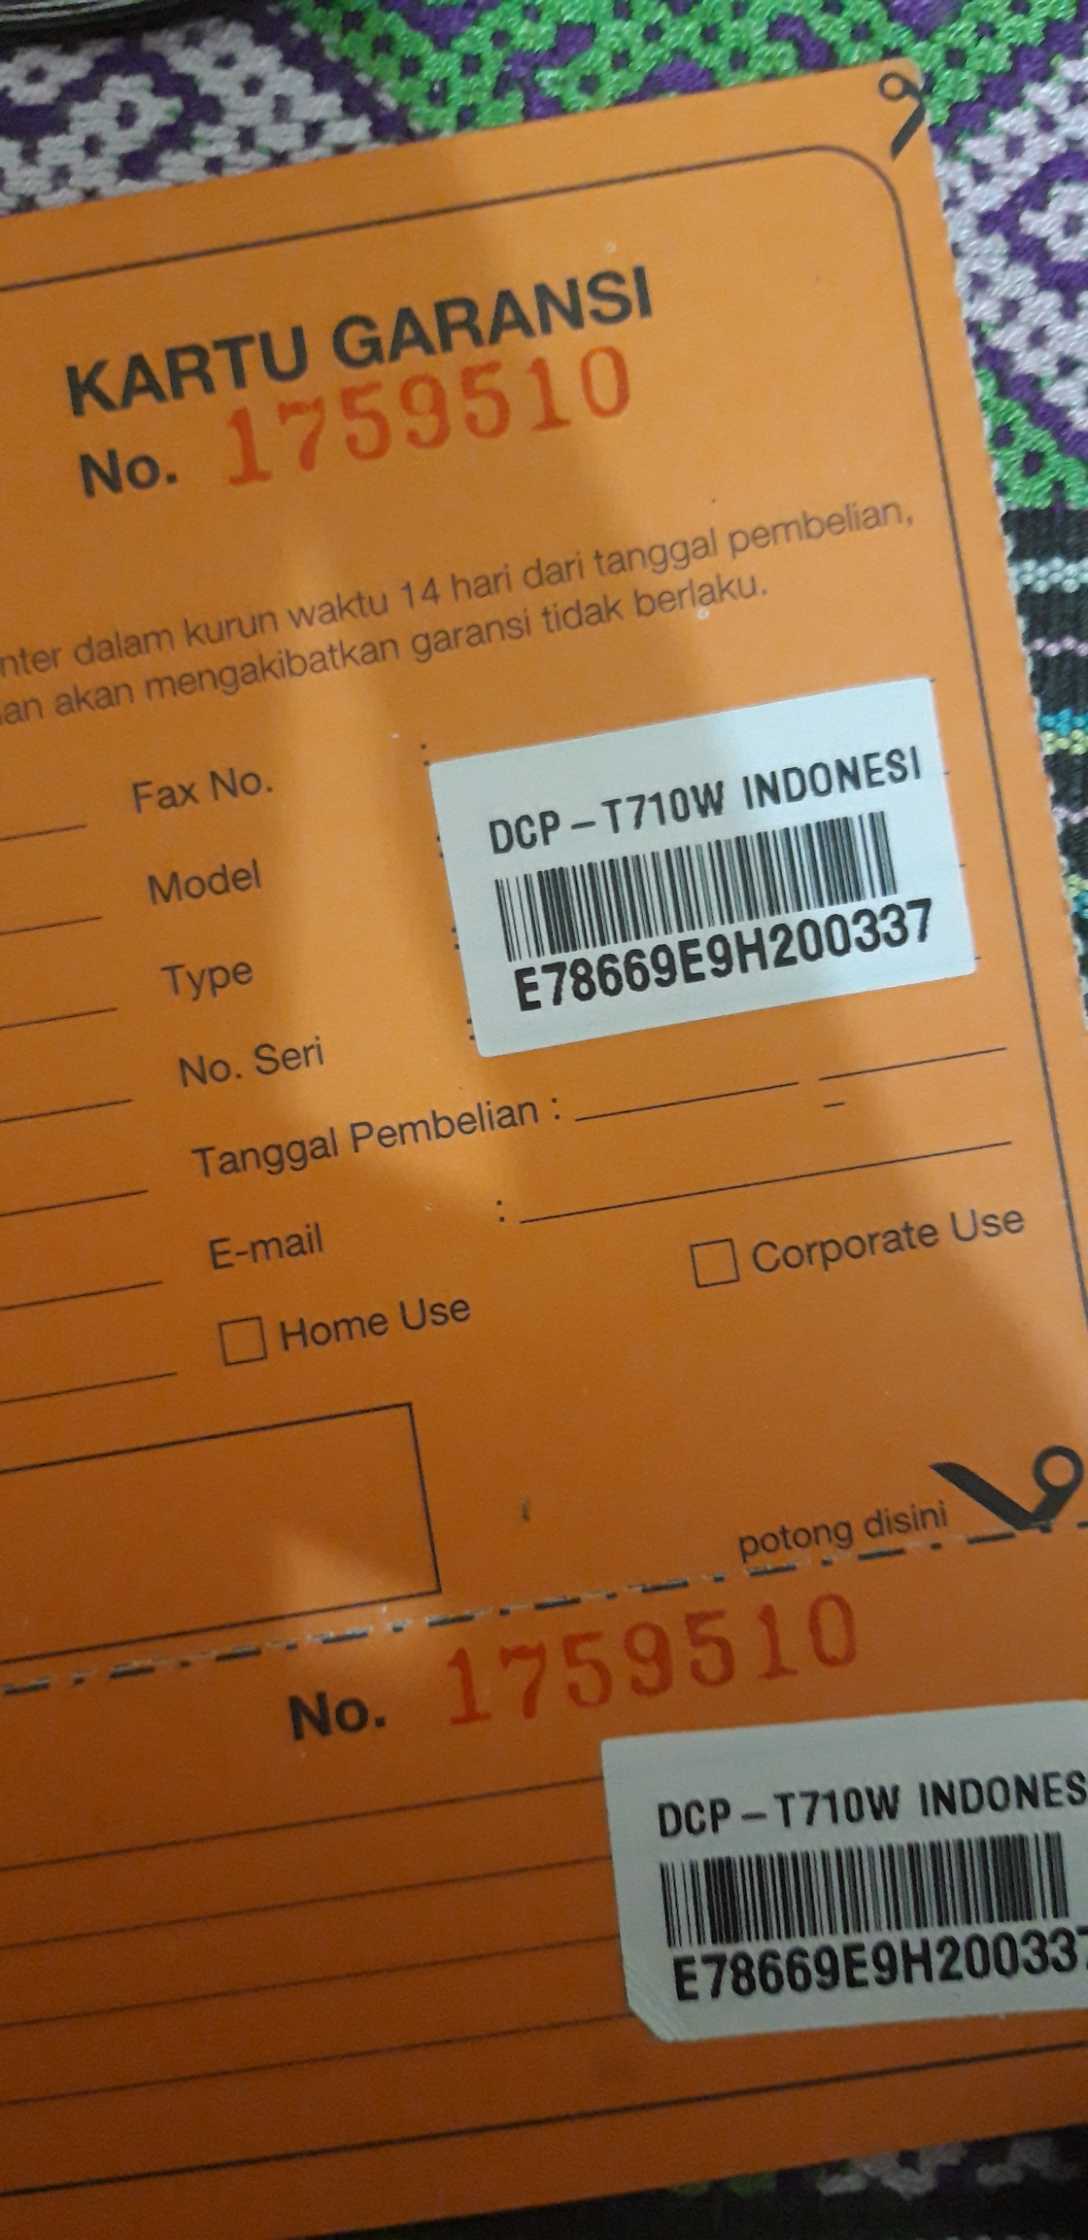 KARTU GARANSI
No. 1759510
dalam kurun waktu 14 hari dari tanggal pembelian,
akan mengakibatkan garansi tidak berlaku.
Fax No. :
Model :
Type :
No. Seri :
DCP-T710W INDONESI
E78669E9H200337
Tanggal Pembelian :
E-mail :
Home Use
Corporate Use
potong disini
No. 1759510
DCP-T710W INDONES
E78669E9H20033